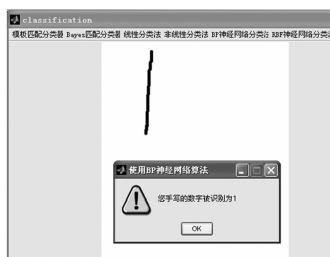 classification
模板匹配分类器 Bayes匹配分类器 线性分类法 非线性分类法 BP神经网络分类法 RBF神经网络分类
使用BP神经网络算法
您手写的数字被识别为1
OK